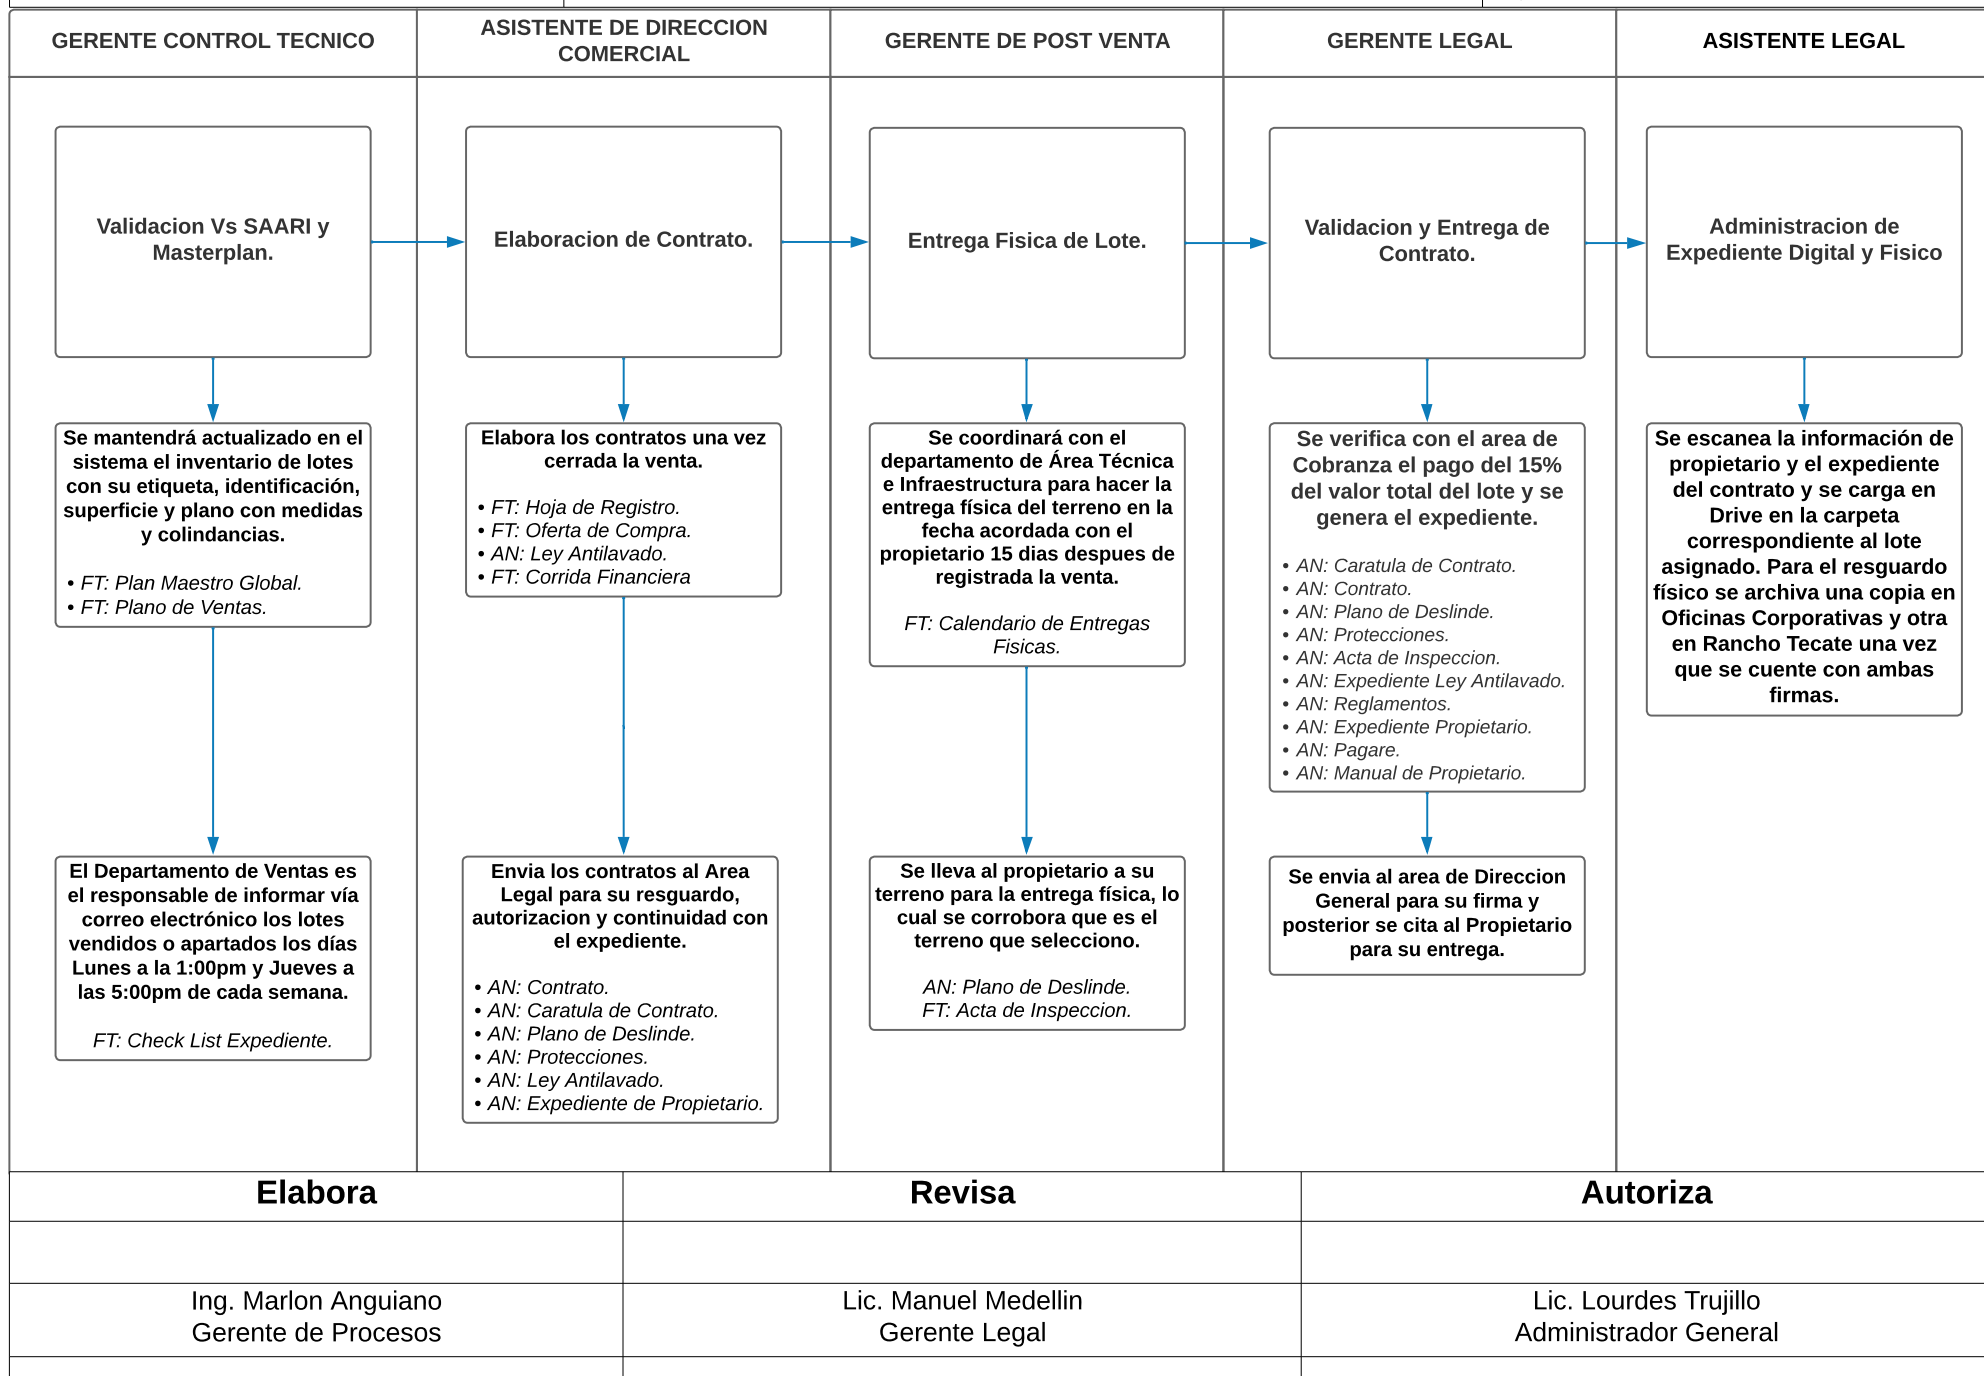 GERENTE CONTROL TECNICO
ASISTENTE DE DIRECCION
COMERCIAL
GERENTE DE POST VENTA
GERENTE LEGAL
ASISTENTE LEGAL
Validacion Vs SAARI y
Masterplan.
Elaboracion de Contrato.
Entrega Fisica de Lote.
Validacion y Entrega de
Contrato.
Administracion de
Expediente Digital y Fisico
Se mantendrá actualizado en el
sistema el inventario de lotes
con su etiqueta, identificación,
superficie y plano con medidas
y colindancias.
• FT: Plan Maestro Global.
• FT: Plano de Ventas.
Elabora los contratos una vez
cerrada la venta.
• FT: Hoja de Registro.
• FT: Oferta de Compra.
• AN: Ley Antilavado.
• FT: Corrida Financiera
Se coordinará con el
departamento de Área Técnica
e Infraestructura para hacer la
entrega física del terreno en la
fecha acordada con el
propietario 15 dias despues de
registrada la venta.
FT: Calendario de Entregas
Fisicas.
Se verifica con el area de
Cobranza el pago del 15%
del valor total del lote y se
genera el expediente.
• AN: Caratula de Contrato.
• AN: Contrato.
• AN: Plano de Deslinde.
• AN: Protecciones.
• AN: Acta de Inspeccion.
• AN: Expediente Ley Antilavado.
• AN: Reglamentos.
• AN: Expediente Propietario.
• AN: Pagare.
• AN: Manual de Propietario.
Se escanea la información de
propietario y el expediente
del contrato y se carga en
Drive en la carpeta
correspondiente al lote
asignado. Para el resguardo
físico se archiva una copia en
Oficinas Corporativas y otra
en Rancho Tecate una vez
que se cuente con ambas
firmas.
El Departamento de Ventas es
el responsable de informar vía
correo electrónico los lotes
vendidos o apartados los días
Lunes a la 1:00pm y Jueves a
las 5:00pm de cada semana.
FT: Check List Expediente.
Envia los contratos al Area
Legal para su resguardo,
autorizacion y continuidad con
el expediente.
• AN: Contrato.
• AN: Caratula de Contrato.
• AN: Plano de Deslinde.
• AN: Protecciones.
• AN: Ley Antilavado.
• AN: Expediente de Propietario.
Se lleva al propietario a su
terreno para la entrega física, lo
cual se corrobora que es el
terreno que selecciono.
AN: Plano de Deslinde.
FT: Acta de Inspeccion.
Se envia al area de Direccion
General para su firma y
posterior se cita al Propietario
para su entrega.
Elabora
Revisa
Autoriza
Ing. Marlon Anguiano
Gerente de Procesos
Lic. Manuel Medellin
Gerente Legal
Lic. Lourdes Trujillo
Administrador General